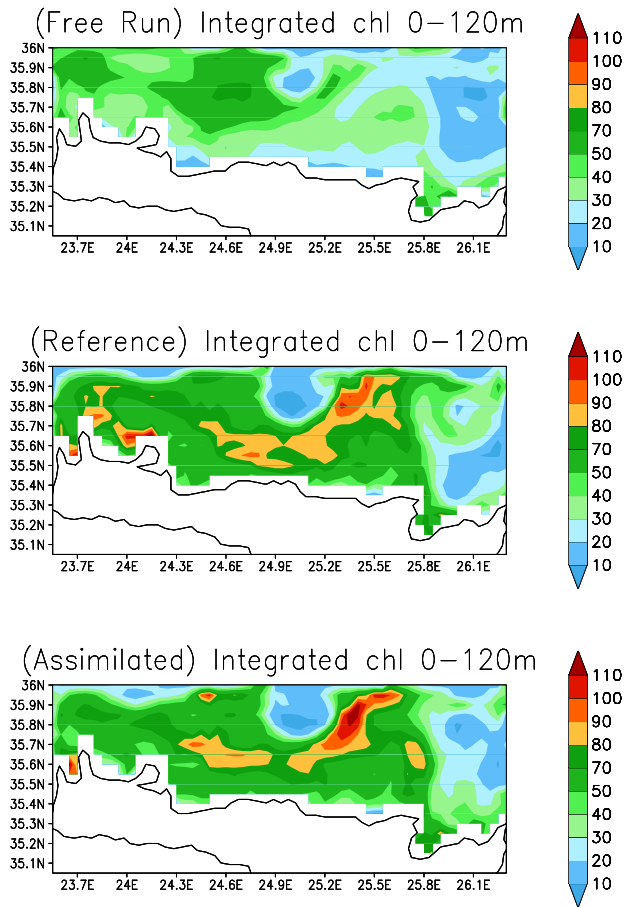 (Free Run) Integrated chl 0-120m
36N
35.9N
35.8N
35.7N
35.6N
35.5N
35.4N
35.3N
35.2N
35.1N
23.7E 24E 24.3E 24.6E 24.9E 25.2E 25.5E 25.8E 26.1E
110
100
90
80
70
50
40
30
20
10
(Reference) Integrated chl 0-120m
36N
35.9N
35.8N
35.7N
35.6N
35.5N
35.4N
35.3N
35.2N
35.1N
23.7E 24E 24.3E 24.6E 24.9E 25.2E 25.5E 25.8E 26.1E
110
100
90
80
70
50
40
30
20
10
(Assimilated) Integrated chl 0-120m
36N
35.9N
35.8N
35.7N
35.6N
35.5N
35.4N
35.3N
35.2N
35.1N
23.7E 24E 24.3E 24.6E 24.9E 25.2E 25.5E 25.8E 26.1E
110
100
90
80
70
50
40
30
20
10